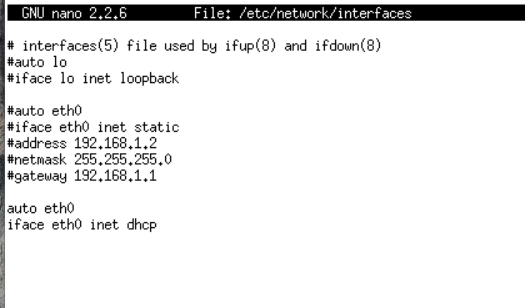 GNU nano 2.2.6 File: /etc/network/interfaces
# interfaces(5) file used by ifup(8) and ifdown(8)
#auto lo
#iface lo inet loopback
#auto eth0
#iface eth0 inet static
#address 192.168.1.2
#netmask 255.255.255.0
#gateway 192.168.1.1
auto eth0
iface eth0 inet dhcp